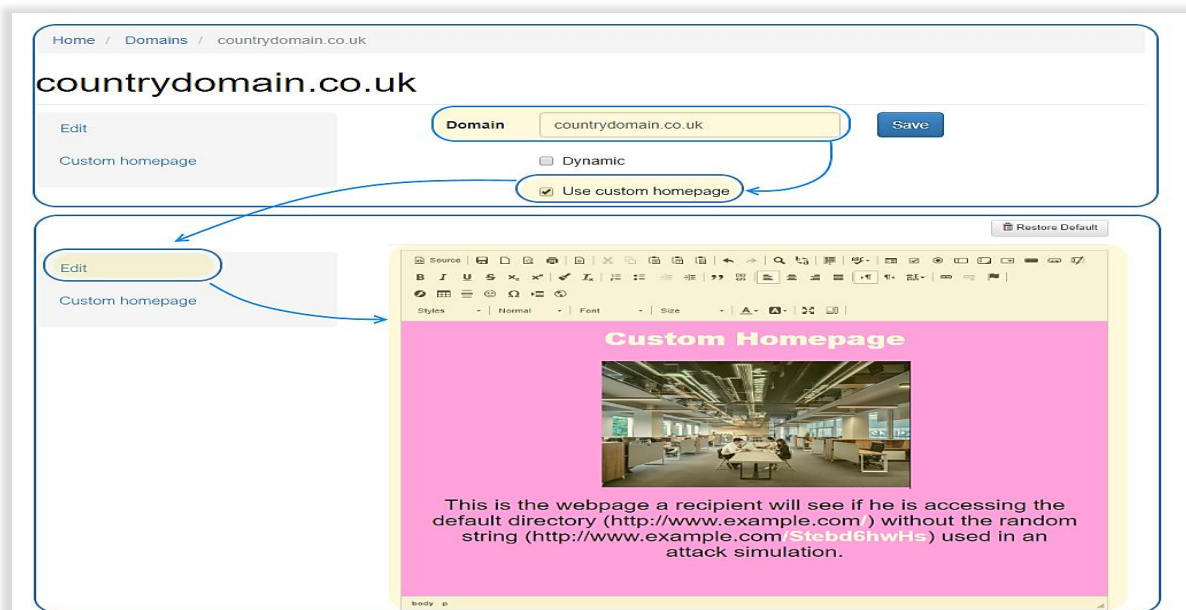 Home / Domains / countrydomain.co.uk
countrydomain.co.uk
Edit
Custom homepage
Domain countrydomain.co.uk Save
Dynamic
Use custom homepage
Restore Default
Edit
Custom homepage
Source
Styles Normal Font Size
Custom Homepage
This is the webpage a recipient will see if he is accessing the
default directory (http://www.example.com/) without the random
string (http://www.example.com/Stebd6hwHs) used in an
attack simulation.
body p